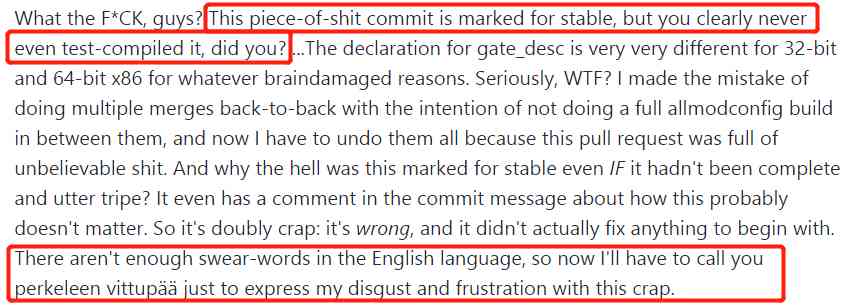 What the F*CK, guys? This piece-of-shit commit is marked for stable, but you clearly never
even test-compiled it, did you? ...The declaration for gate_desc is very very different for 32-bit
and 64-bit x86 for whatever braindamaged reasons. Seriously, WTF? I made the mistake of
doing multiple merges back-to-back with the intention of not doing a full allmodconfig build
in between them, and now I have to undo them all because this pull request was full of
unbelievable shit. And why the hell was this marked for stable even IF it hadn't been complete
and utter tripe? It even has a comment in the commit message about how this probably
doesn't matter. So it's doubly crap: it's wrong, and it didn't actually fix anything to begin with.
There aren't enough swear-words in the English language, so now I'll have to call you
perkeleen vittupää just to express my disgust and frustration with this crap.